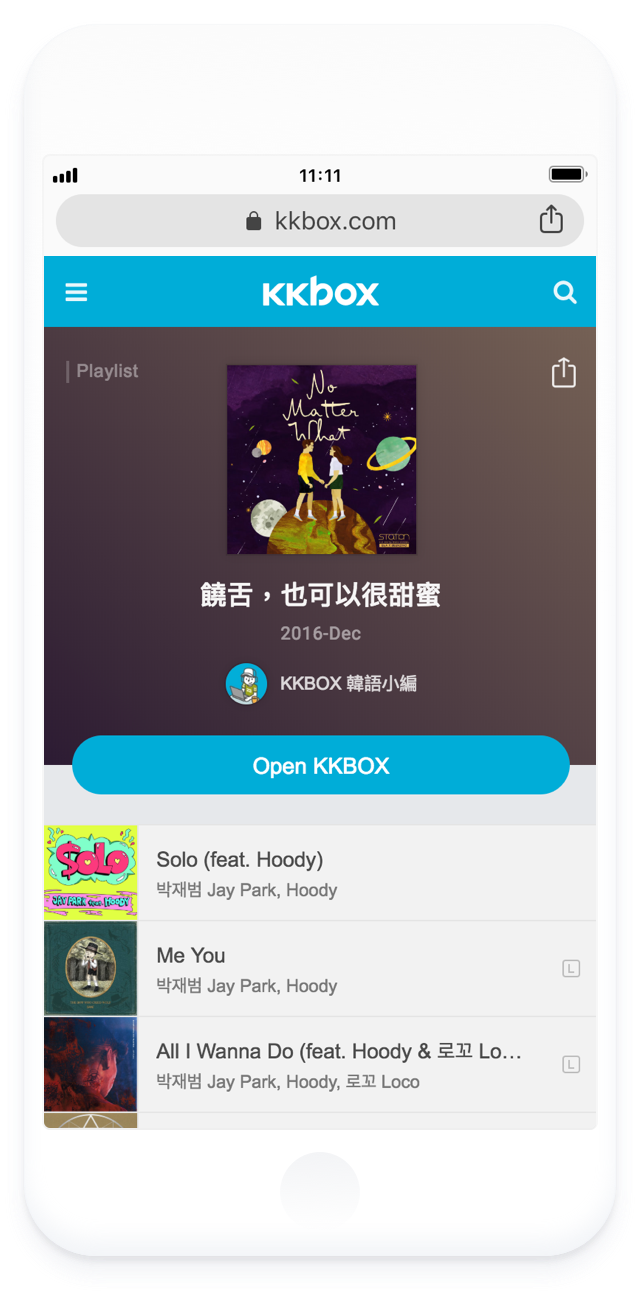 11:11
kkbox.com
KKBOX
Playlist
No
Matter
What
饒舌，也可以很甜蜜
2016-Dec
KKBOX 韓語小編
Open KKBOX
SOLO
JAY PARK feat. HOODY
Solo (feat. Hoody)
박재범 Jay Park, Hoody
Me You
박재범 Jay Park, Hoody
L
All I Wanna Do (feat. Hoody & 로꼬 Lo…
박재범 Jay Park, Hoody, 로꼬 Loco
L